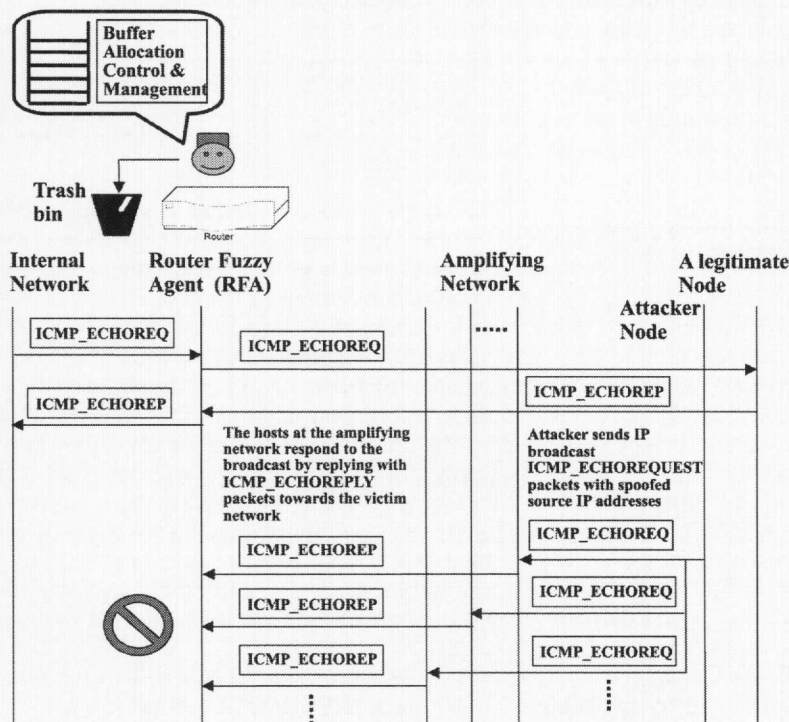 Buffer
Allocation
Control &
Management
Trash
bin
Router
Internal
Network
Router Fuzzy
Agent (RFA)
Amplifying
Network
A legitimate
Node
Attacker
Node
.....
ICMP_ECHOREQ
ICMP_ECHOREQ
ICMP_ECHOREP
ICMP_ECHOREP
The hosts at the amplifying
network respond to the
broadcast by replying with
ICMP_ECHOREPLY
packets towards the victim
network
Attacker sends IP
broadcast
ICMP_ECHOREQUEST
packets with spoofed
source IP addresses
ICMP_ECHOREQ
ICMP_ECHOREP
ICMP_ECHOREQ
ICMP_ECHOREP
ICMP_ECHOREQ
ICMP_ECHOREP